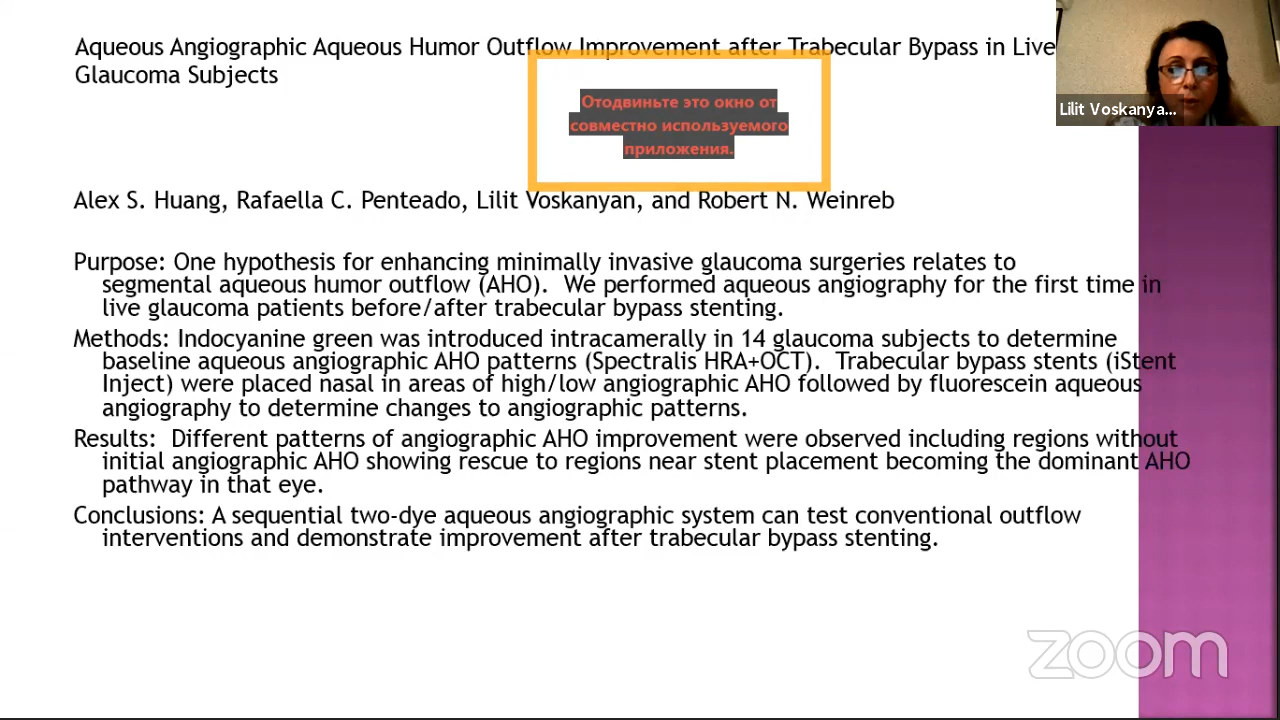 Aqueous Angiographic Aqueous Humor Outflow Improvement after Trabecular Bypass in Live
Glaucoma Subjects
Отодвиньте это окно от
совместно используемого
приложения.
Lilit Voskanya...
Alex S. Huang, Rafaella C. Penteado, Lilit Voskanyan, and Robert N. Weinreb
Purpose: One hypothesis for enhancing minimally invasive glaucoma surgeries relates to
segmental aqueous humor outflow (AHO). We performed aqueous angiography for the first time in
live glaucoma patients before/after trabecular bypass stenting.
Methods: Indocyanine green was introduced intracamerally in 14 glaucoma subjects to determine
baseline aqueous angiographic AHO patterns (Spectralis HRA+OCT). Trabecular bypass stents (iStent
Inject) were placed nasal in areas of high/low angiographic AHO followed by fluorescein aqueous
angiography to determine changes to angiographic patterns.
Results: Different patterns of angiographic AHO improvement were observed including regions without
initial angiographic AHO showing rescue to regions near stent placement becoming the dominant AHO
pathway in that eye.
Conclusions: A sequential two-dye aqueous angiographic system can test conventional outflow
interventions and demonstrate improvement after trabecular bypass stenting.
zoom